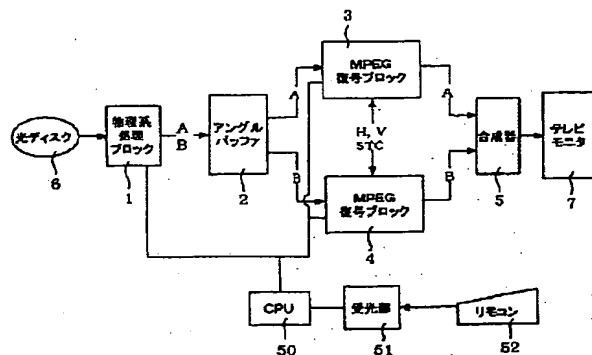 3
MPEG
復号ブロック
光ディスク
6
物理系
処理
ブロック
1
A
B
アングル
バッファ
2
A
B
H, V
STC
MPEG
復号ブロック
4
A
B
合成器
5
テレビ
モニタ
7
CPU
50
受光部
51
リモコン
52